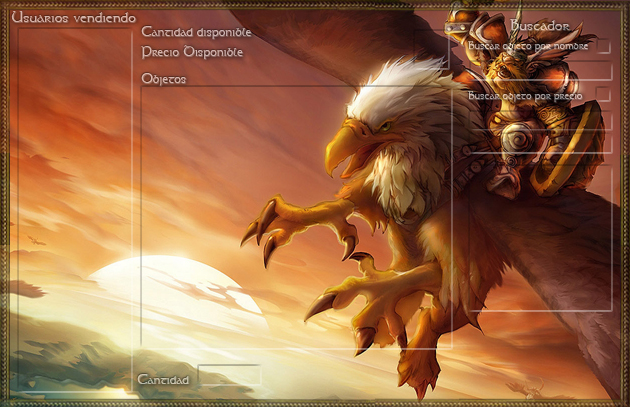 Usuarios vendiendo
Cantidad disponible
Precio Disponible
Objetos
Buscador
Buscar objeto por nombre
Buscar objeto por precio
Cantidad